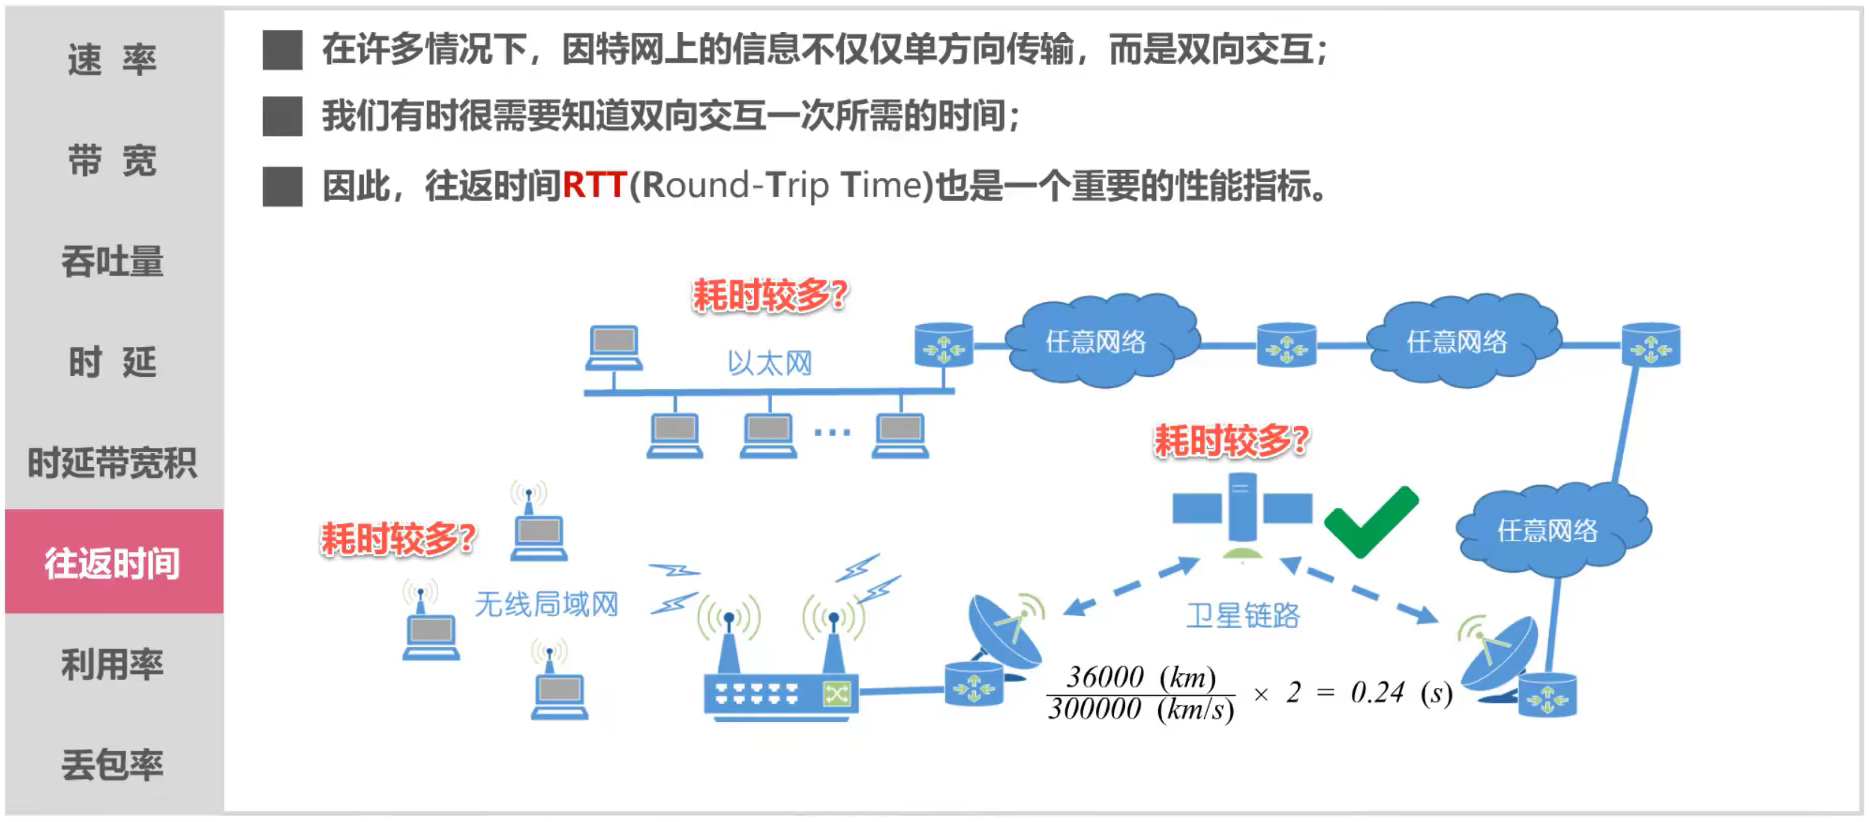 速 率
带 宽
吞吐量
时 延
时延带宽积
往返时间
利用率
丢包率
在许多情况下，因特网上的信息不仅仅单方向传输，而是双向交互；
我们有时很需要知道双向交互一次所需的时间；
因此，往返时间RTT(Round-Trip Time)也是一个重要的性能指标。
耗时较多？
以太网
任意网络
任意网络
...
耗时较多？
任意网络
耗时较多？
无线局域网
卫星链路
36000 (km)
300000 (km/s) × 2 = 0.24 (s)